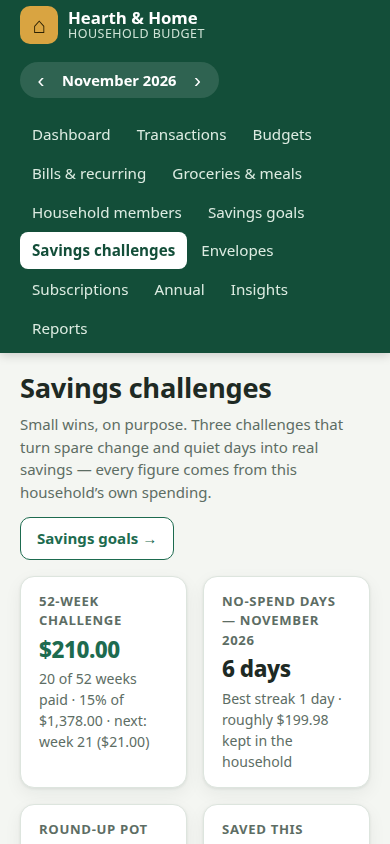 Hearth & Home
HOUSEHOLD BUDGET
‹ November 2026 ›
Dashboard Transactions Budgets
Bills & recurring Groceries & meals
Household members Savings goals
Savings challenges Envelopes
Subscriptions Annual Insights
Reports
Savings challenges
Small wins, on purpose. Three challenges that
turn spare change and quiet days into real
savings — every figure comes from this
household’s own spending.
Savings goals →
52-WEEK
CHALLENGE
$210.00
20 of 52 weeks
paid · 15% of
$1,378.00 · next:
week 21 ($21.00)
NO-SPEND DAYS
— NOVEMBER
2026
6 days
Best streak 1 day ·
roughly $199.98
kept in the
household
ROUND-UP POT
SAVED THIS